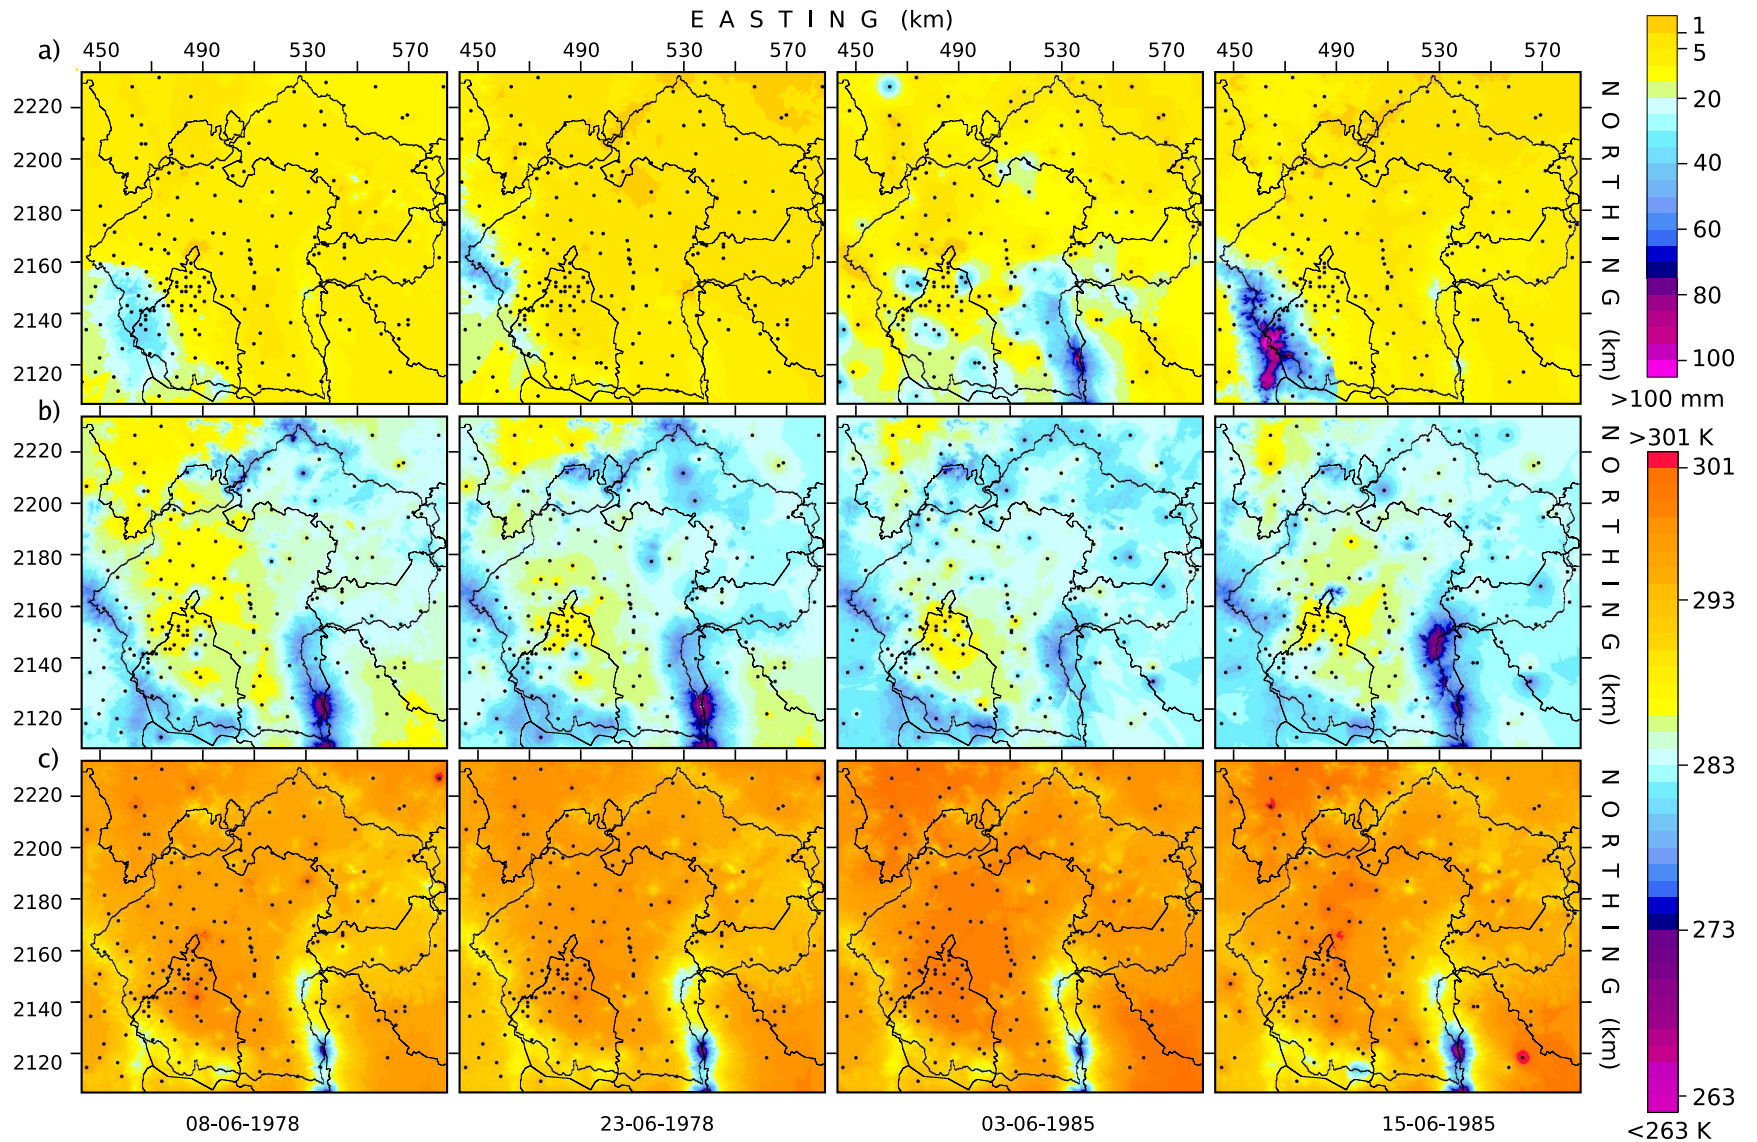 E A S T I N G (km)
a) 450 490 530 570 450 490 530 570 450 490 530 570 450 490 530 570
2220
2200
2180
2160
2140
2120
N O R T H I N G (km)
1
5
20
40
60
80
100
>100 mm
b)
2220
2200
2180
2160
2140
2120
N O R T H I N G (km)
>301 K
301
293
283
273
263
<263 K
c)
2220
2200
2180
2160
2140
2120
N O R T H I N G (km)
08-06-1978 23-06-1978 03-06-1985 15-06-1985